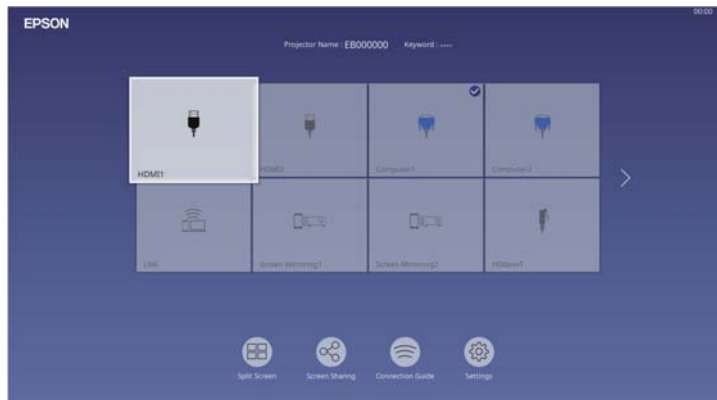 00:00
EPSON
Projector Name : EB000000 Keyword : ----
HDMI1 HDMI2 Computer1 Computer2
LAN Screen Mirroring1 Screen Mirroring2 HDBaseT
Split Screen Screen Sharing Connection Guide Settings